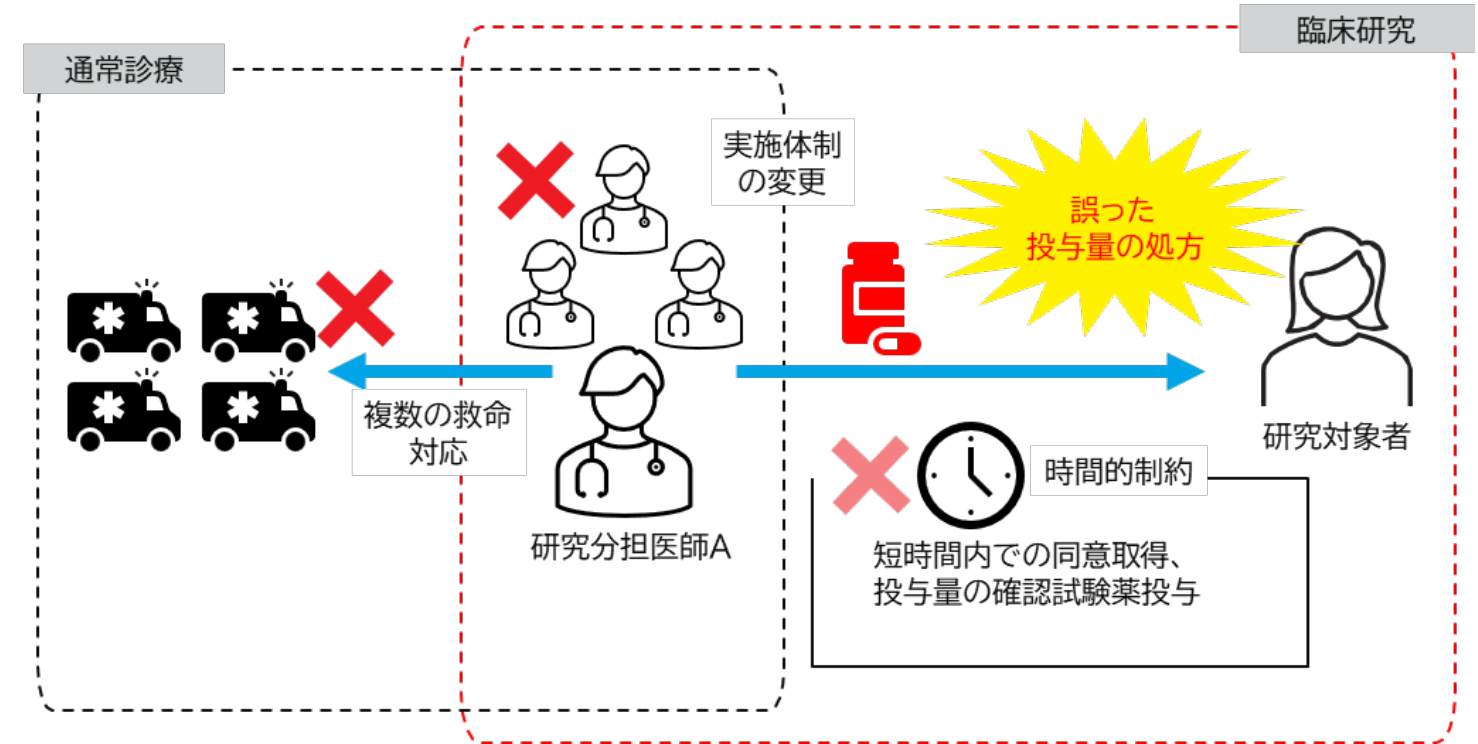 臨床研究
通常診療
実施体制
の変更
誤った
投与量の処方
複数の救命
対応
研究対象者
時間的制約
研究分担医師A
短時間内での同意取得、
投与量の確認試験薬投与